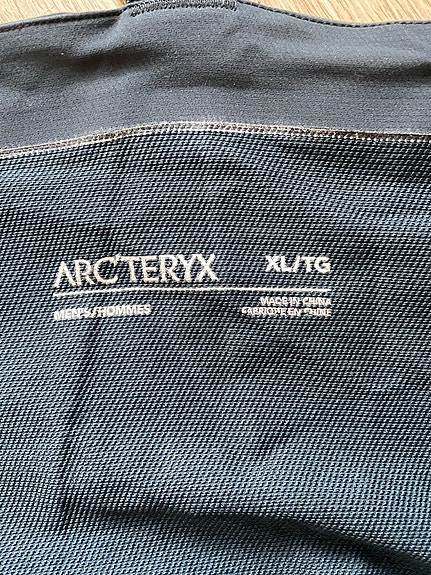 ARC'TERYX XL/TG
MEN'S/HOMMES MADE IN CHINA
FABRIQUÉ EN CHINE